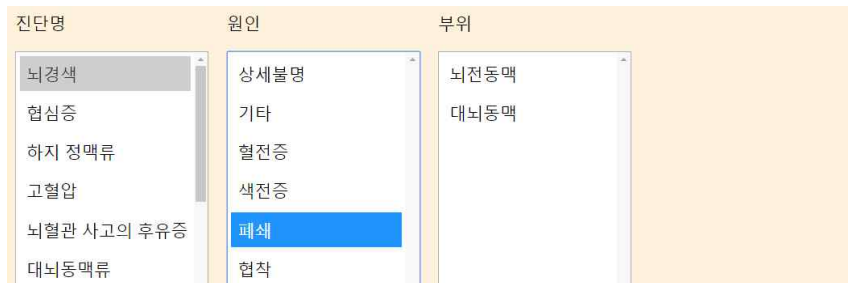 진단명
뇌경색
협심증
하지 정맥류
고혈압
뇌혈관 사고의 후유증
대뇌동맥류
원인
상세불명
기타
혈전증
색전증
폐쇄
협착
부위
뇌전동맥
대뇌동맥